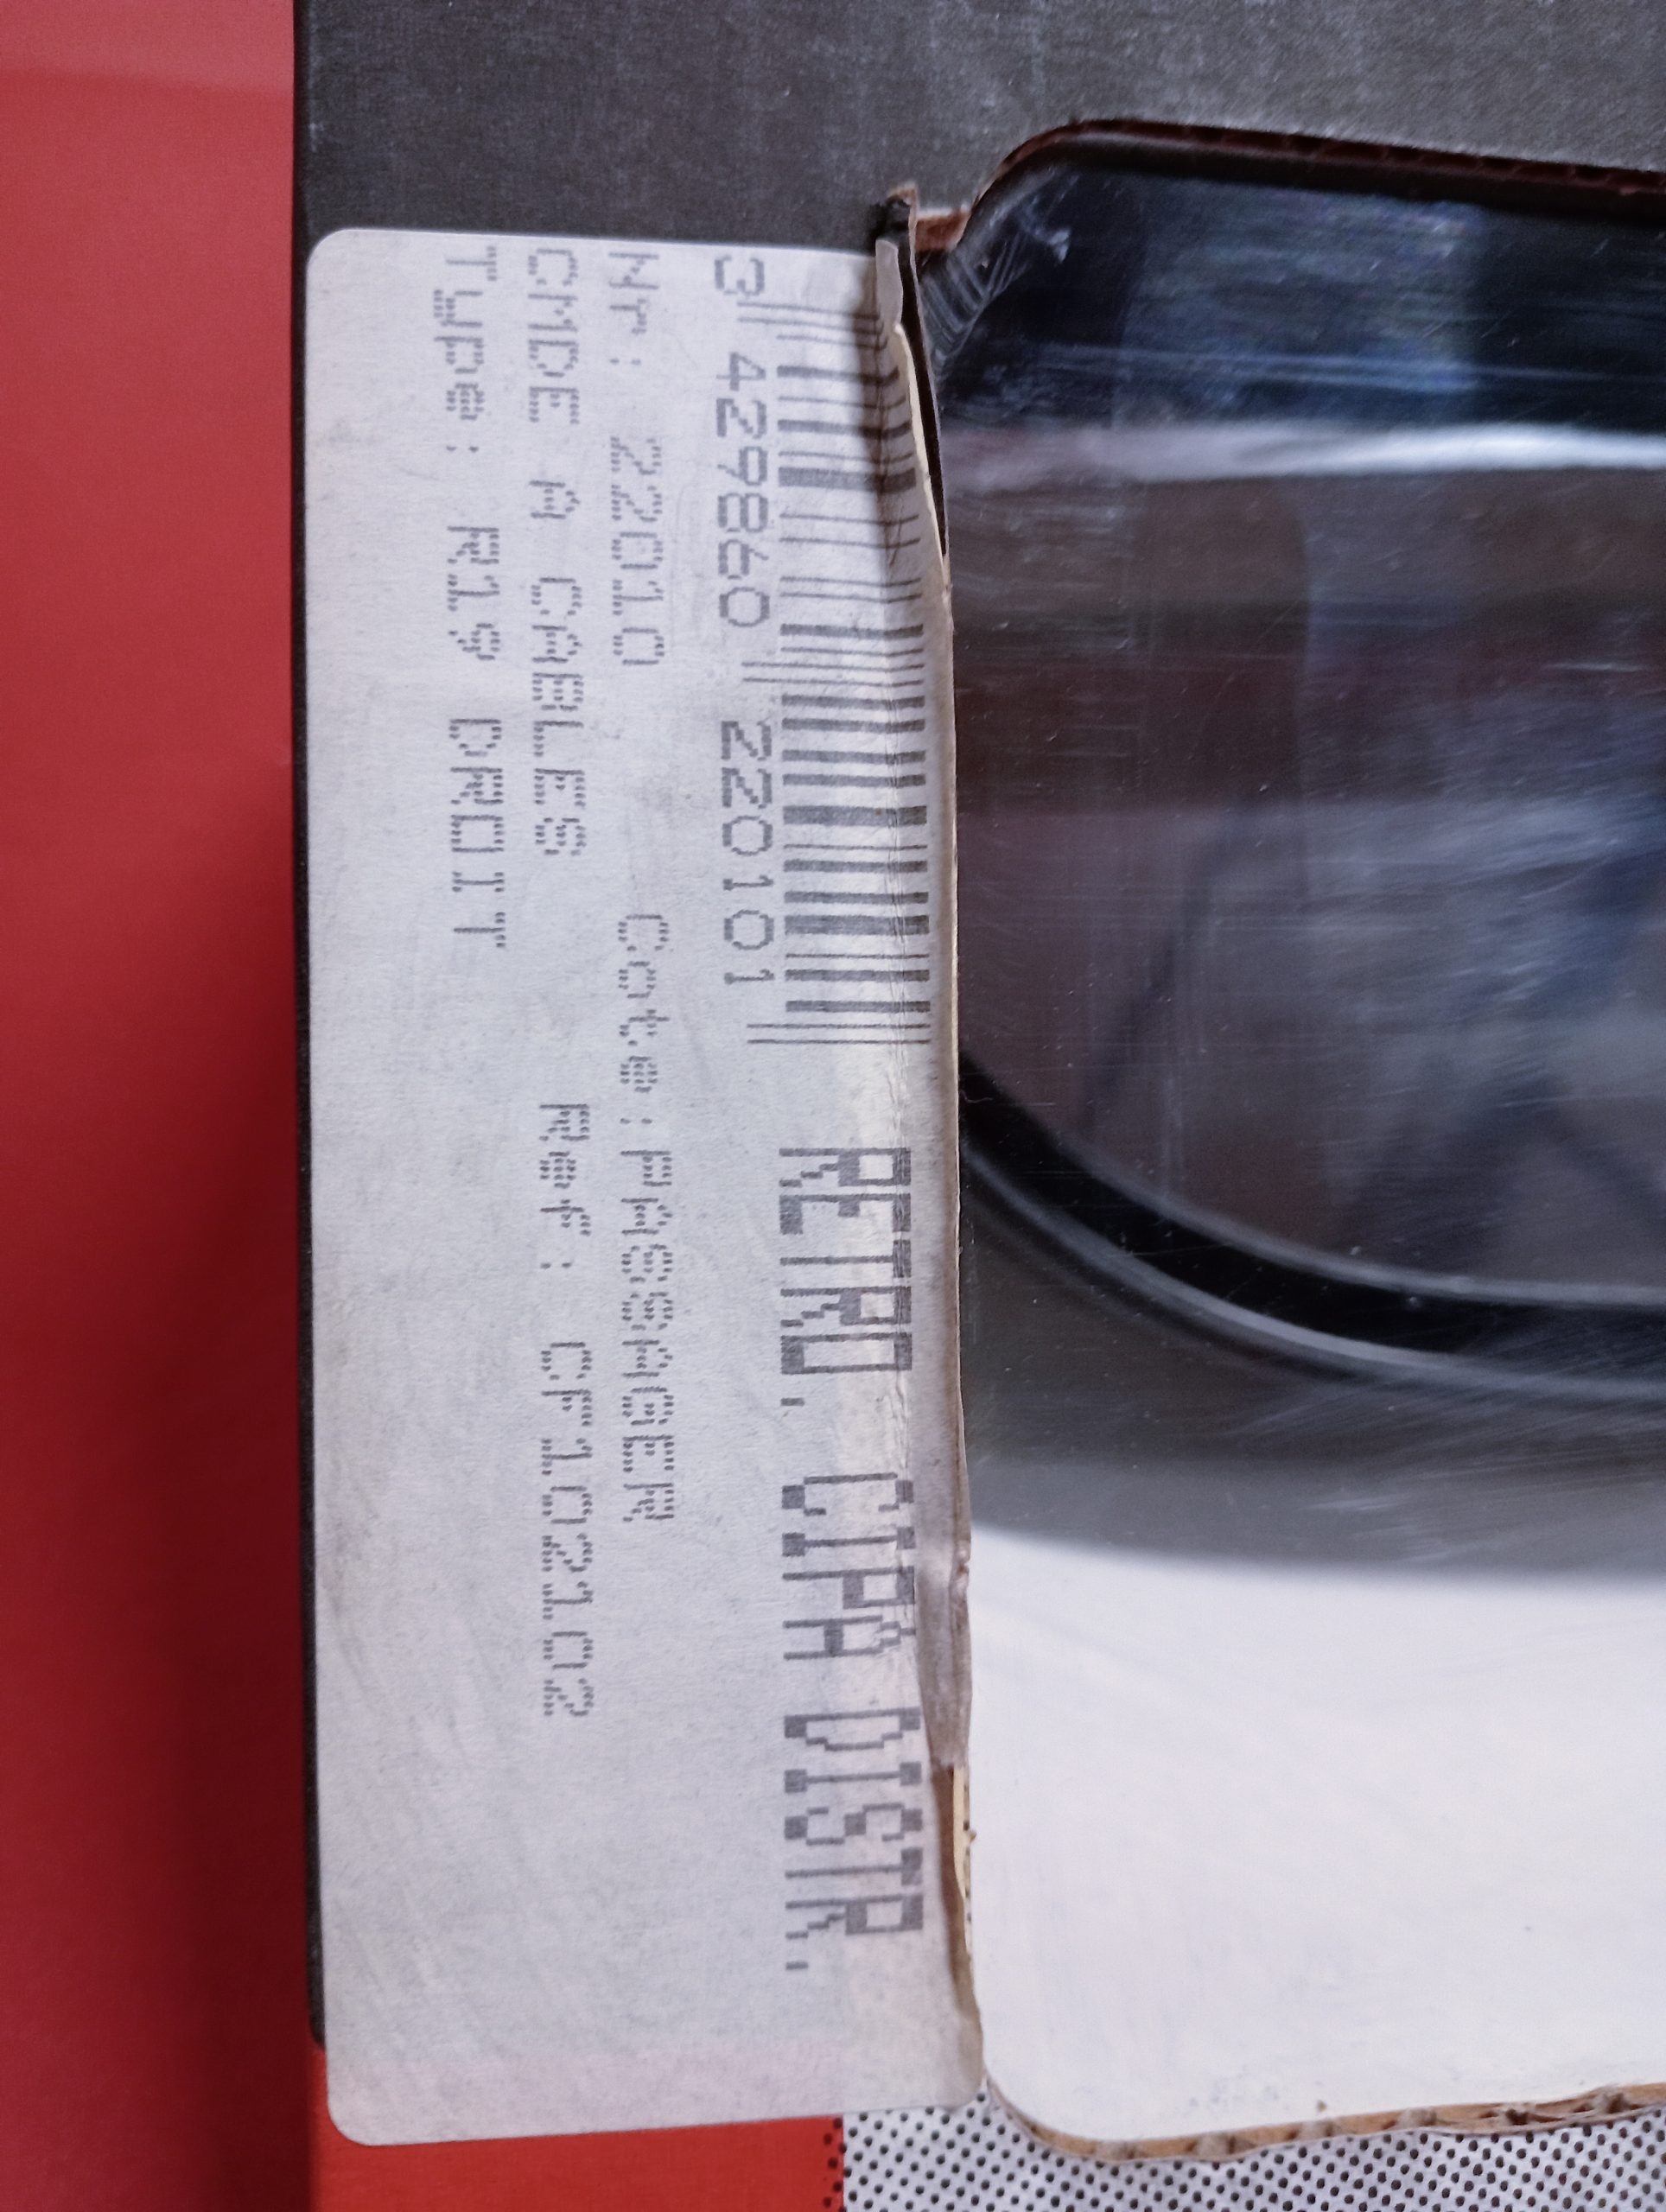 RETRO. CIPA DISTR.
3 429860 220101
Nr: 22010 Cote:PASSAGER
CMDE A CABLES Ref: CF102102
Type: R19 DROIT